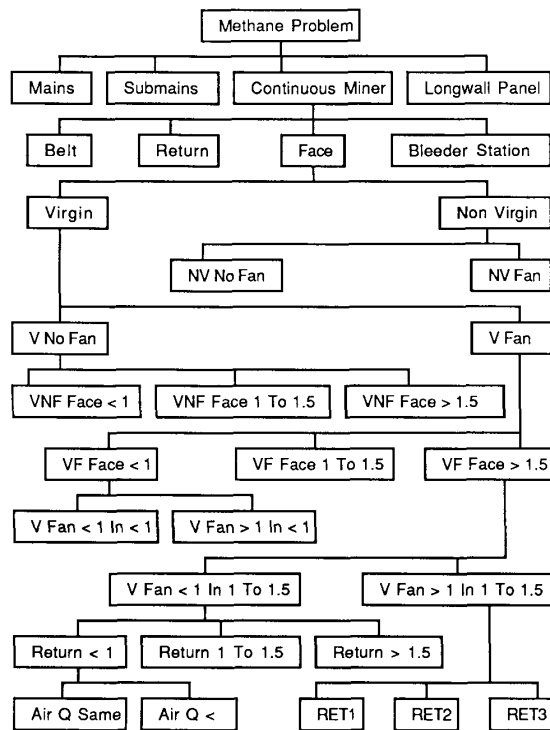 Methane Problem
Mains
Submains
Continuous Miner
Longwall Panel
Belt
Return
Face
Bleeder Station
Virgin
Non Virgin
NV No Fan
NV Fan
V No Fan
V Fan
VNF Face < 1
VNF Face 1 To 1.5
VNF Face > 1.5
VF Face < 1
VF Face 1 To 1.5
VF Face > 1.5
V Fan < 1 In < 1
V Fan > 1 In < 1
V Fan < 1 In 1 To 1.5
V Fan > 1 In 1 To 1.5
Return < 1
Return 1 To 1.5
Return > 1.5
Air Q Same
Air Q <
RET1
RET2
RET3